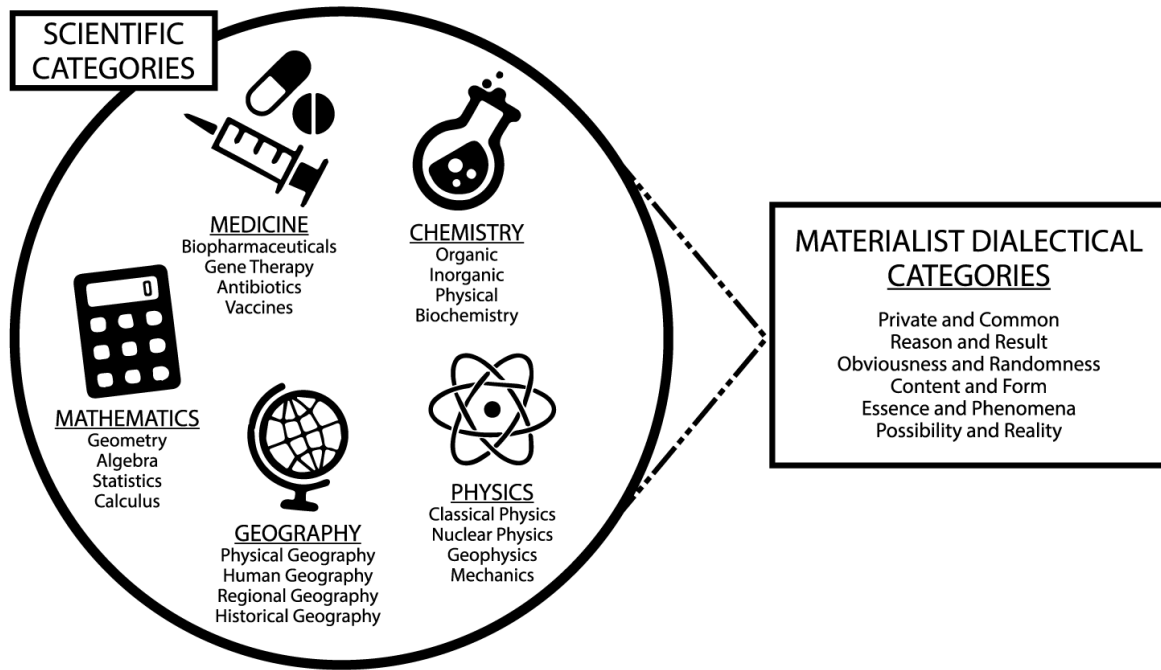 SCIENTIFIC
CATEGORIES
MEDICINE
Biopharmaceuticals
Gene Therapy
Antibiotics
Vaccines
CHEMISTRY
Organic
Inorganic
Physical
Biochemistry
0
MATHEMATICS
Geometry
Algebra
Statistics
Calculus
GEOGRAPHY
Physical Geography
Human Geography
Regional Geography
Historical Geography
PHYSICS
Classical Physics
Nuclear Physics
Geophysics
Mechanics
MATERIALIST DIALECTICAL
CATEGORIES
Private and Common
Reason and Result
Obviousness and Randomness
Content and Form
Essence and Phenomena
Possibility and Reality